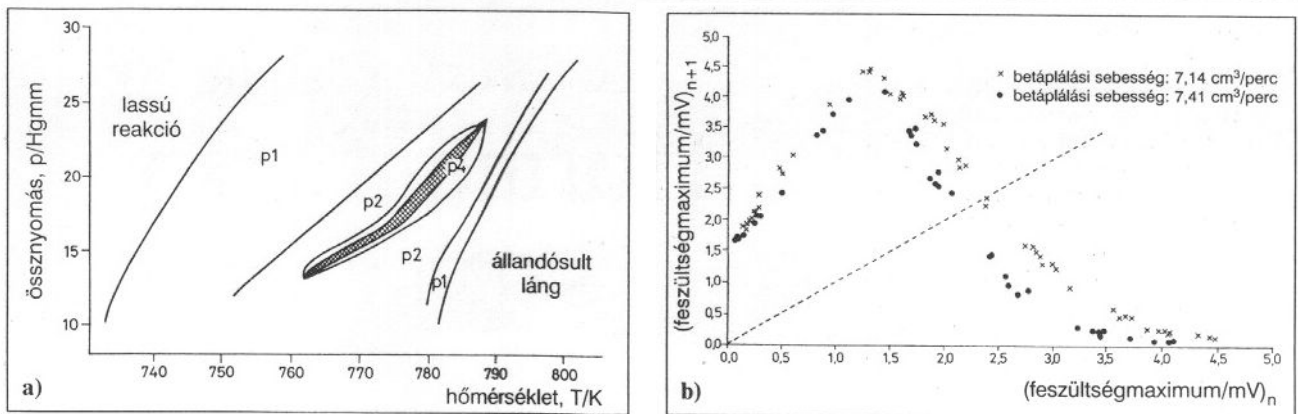 30
25
20
15
10
össznyomás, p/Hgmm
lassú
reakció
p1
p2
p4
p2
p1
állandósult
láng
740
750
760
770
780
790
800
hőmérséklet, T/K
a)
5,0
4,5
4,0
3,5
3,0
2,5
2,0
1,5
1,0
0,5
0,0
(feszültségmaximum/mV)n+1
× betáplálási sebesség: 7,14 cm³/perc
● betáplálási sebesség: 7,41 cm³/perc
0,0
0,5
1,0
1,5
2,0
2,5
3,0
3,5
4,0
4,5
5,0
(feszültségmaximum/mV)n
b)